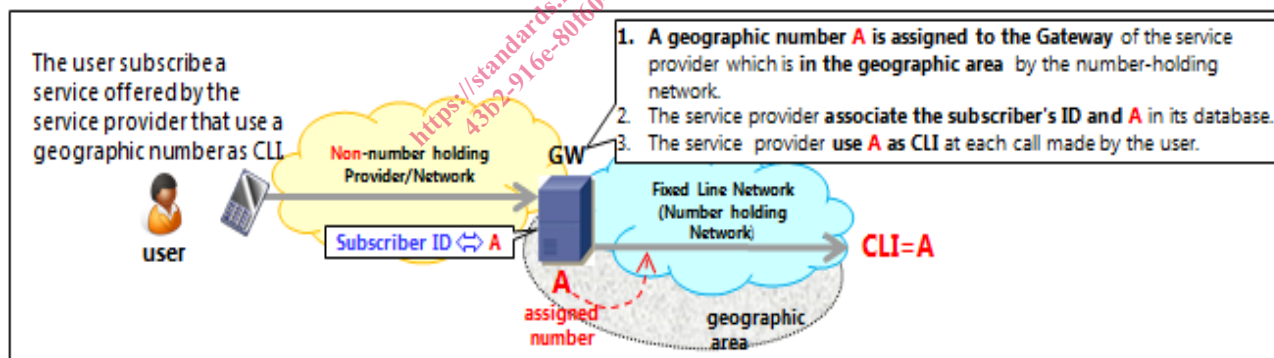 The user subscribe a
service offered by the
service provider that use a
geographic number as CLI.
user
Non-number holding
Provider/Network
Subscriber ID ⇔ A
GW
1. A geographic number A is assigned to the Gateway of the service
provider which is in the geographic area by the number-holding
network.
2. The service provider associate the subscriber's ID and A in its database.
3. The service provider use A as CLI at each call made by the user.
Fixed Line Network
(Number holding
Network)
CLI=A
A
assigned
number
geographic
area
https://standards.
43b2-916e-80f60